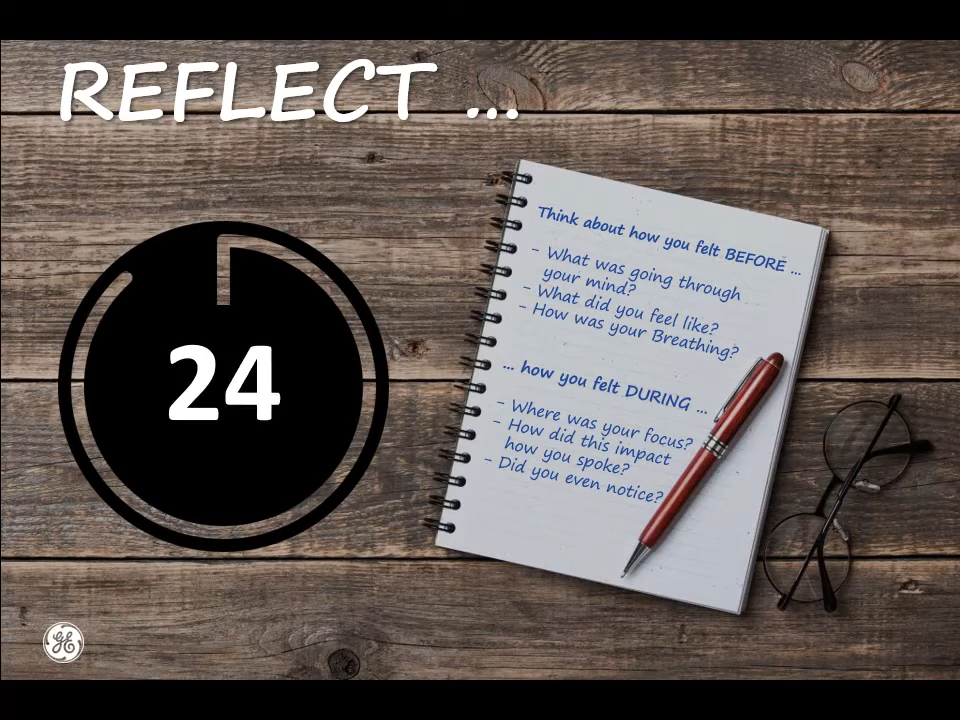 REFLECT ...
24
Think about how you felt BEFORE ...
- What was going through
your mind?
- What did you feel like?
- How was your Breathing?
... how you felt DURING ...
- Where was your focus?
- How did this impact
how you spoke?
- Did you even notice?
GE